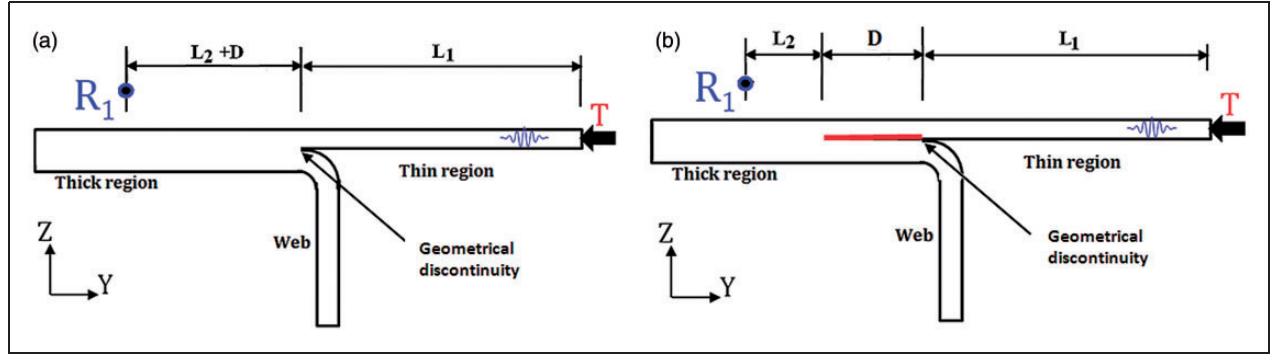 (a)
L₂ +D
L₁
R₁
T
Thick region
Thin region
Web
Geometrical
discontinuity
Z
Y
(b)
L₂
D
L₁
R₁
T
Thick region
Thin region
Web
Geometrical
discontinuity
Z
Y